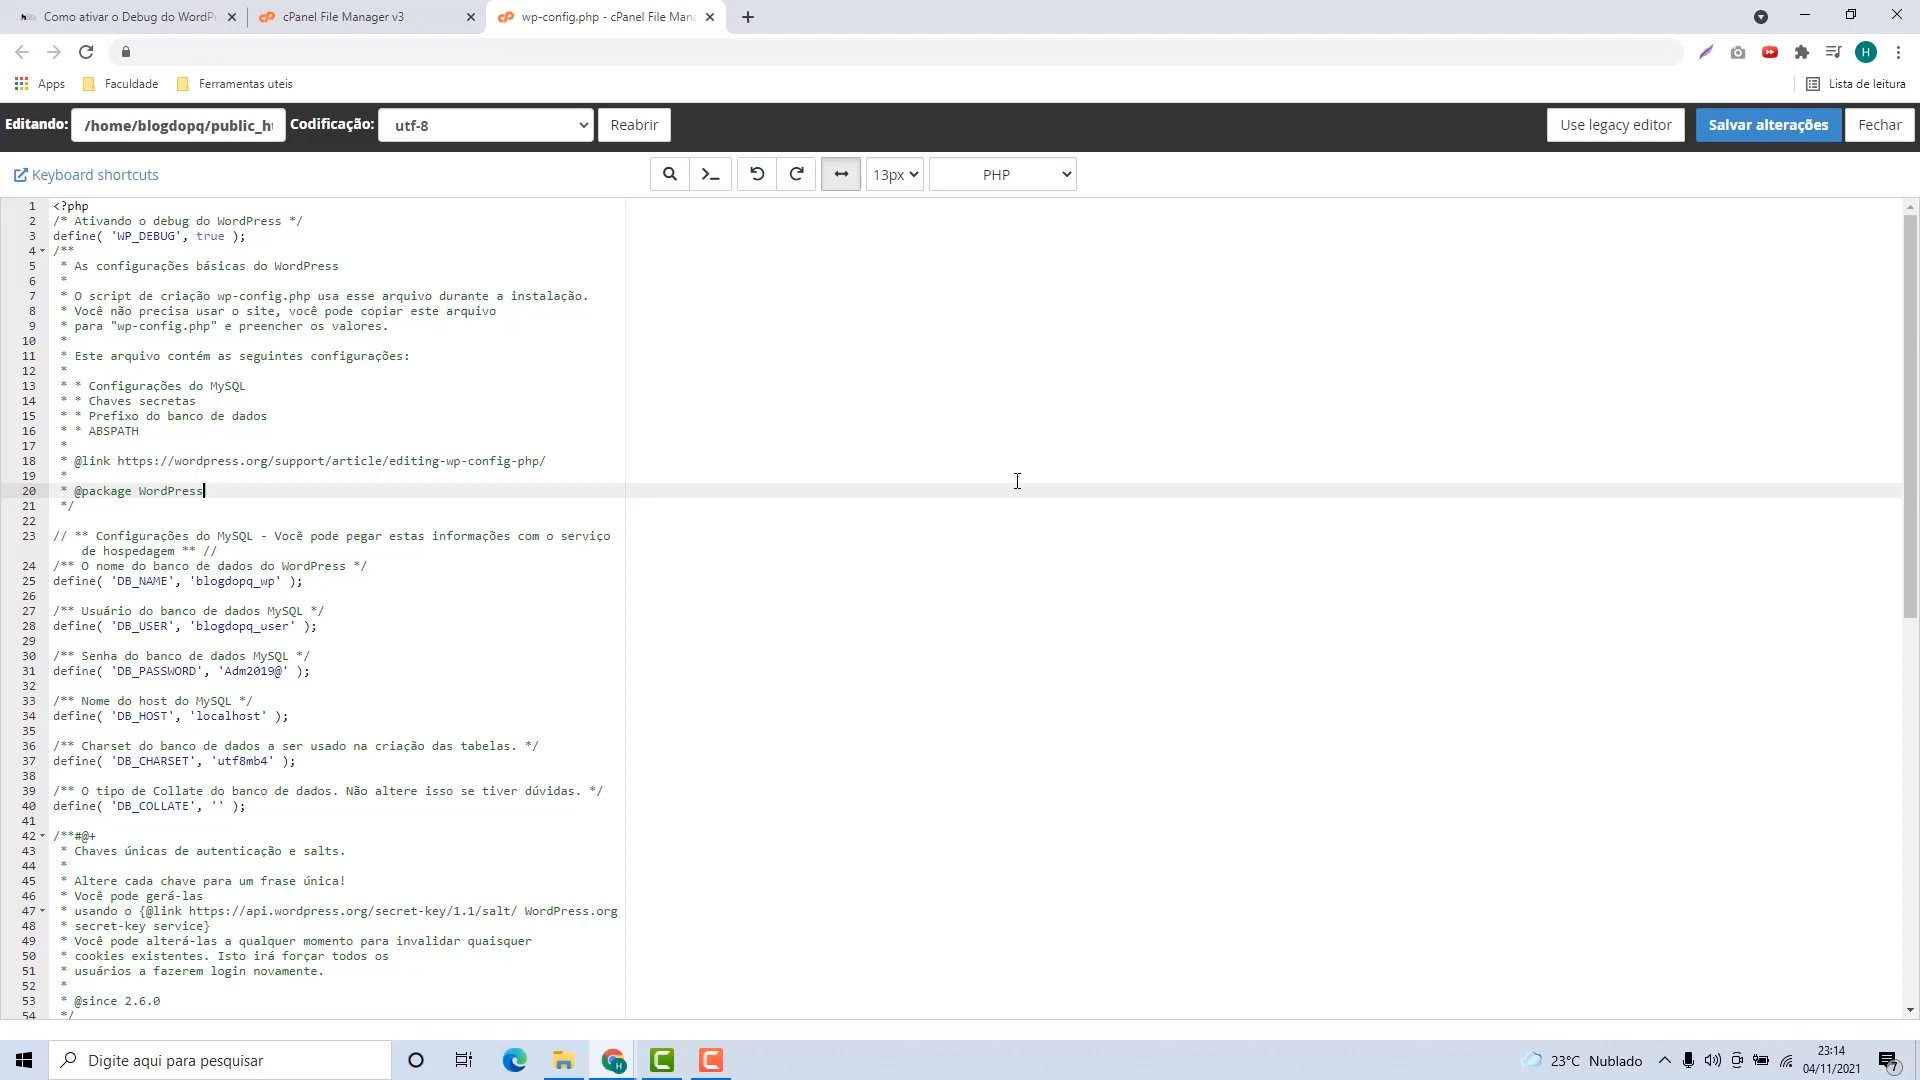 Como ativar o Debug do WordPr
cPanel File Manager v3
wp-config.php - cPanel File Man
H
Apps
Faculdade
Ferramentas uteis
Lista de leitura
Editando:
/home/blogdopq/public_ht
Codificação:
utf-8
Reabrir
Use legacy editor
Salvar alterações
Fechar
Keyboard shortcuts
13px
PHP
1 <?php
2 /* Ativando o debug do WordPress */
3 define( 'WP_DEBUG', true );
4 /**
5 * As configurações básicas do WordPress
6 *
7 * O script de criação wp-config.php usa esse arquivo durante a instalação.
8 * Você não precisa usar o site, você pode copiar este arquivo
9 * para "wp-config.php" e preencher os valores.
10 *
11 * Este arquivo contém as seguintes configurações:
12 *
13 * * Configurações do MySQL
14 * * Chaves secretas
15 * * Prefixo do banco de dados
16 * * ABSPATH
17 *
18 * @link https://wordpress.org/support/article/editing-wp-config-php/
19 *
20 * @package WordPress
21 */
22
23 // ** Configurações do MySQL - Você pode pegar estas informações com o serviço
de hospedagem ** //
24 /** O nome do banco de dados do WordPress */
25 define( 'DB_NAME', 'blogdopq_wp' );
26
27 /** Usuário do banco de dados MySQL */
28 define( 'DB_USER', 'blogdopq_user' );
29
30 /** Senha do banco de dados MySQL */
31 define( 'DB_PASSWORD', 'Adm2019@' );
32
33 /** Nome do host do MySQL */
34 define( 'DB_HOST', 'localhost' );
35
36 /** Charset do banco de dados a ser usado na criação das tabelas. */
37 define( 'DB_CHARSET', 'utf8mb4' );
38
39 /** O tipo de Collate do banco de dados. Não altere isso se tiver dúvidas. */
40 define( 'DB_COLLATE', '' );
41
42 /**#@+
43 * Chaves únicas de autenticação e salts.
44 *
45 * Altere cada chave para um frase única!
46 * Você pode gerá-las
47 * usando o {@link https://api.wordpress.org/secret-key/1.1/salt/ WordPress.org
48 * secret-key service}
49 * Você pode alterá-las a qualquer momento para invalidar quaisquer
50 * cookies existentes. Isto irá forçar todos os
51 * usuários a fazerem login novamente.
52 *
53 * @since 2.6.0
54 */
Digite aqui para pesquisar
23°C Nublado
23:14
04/11/2021
7